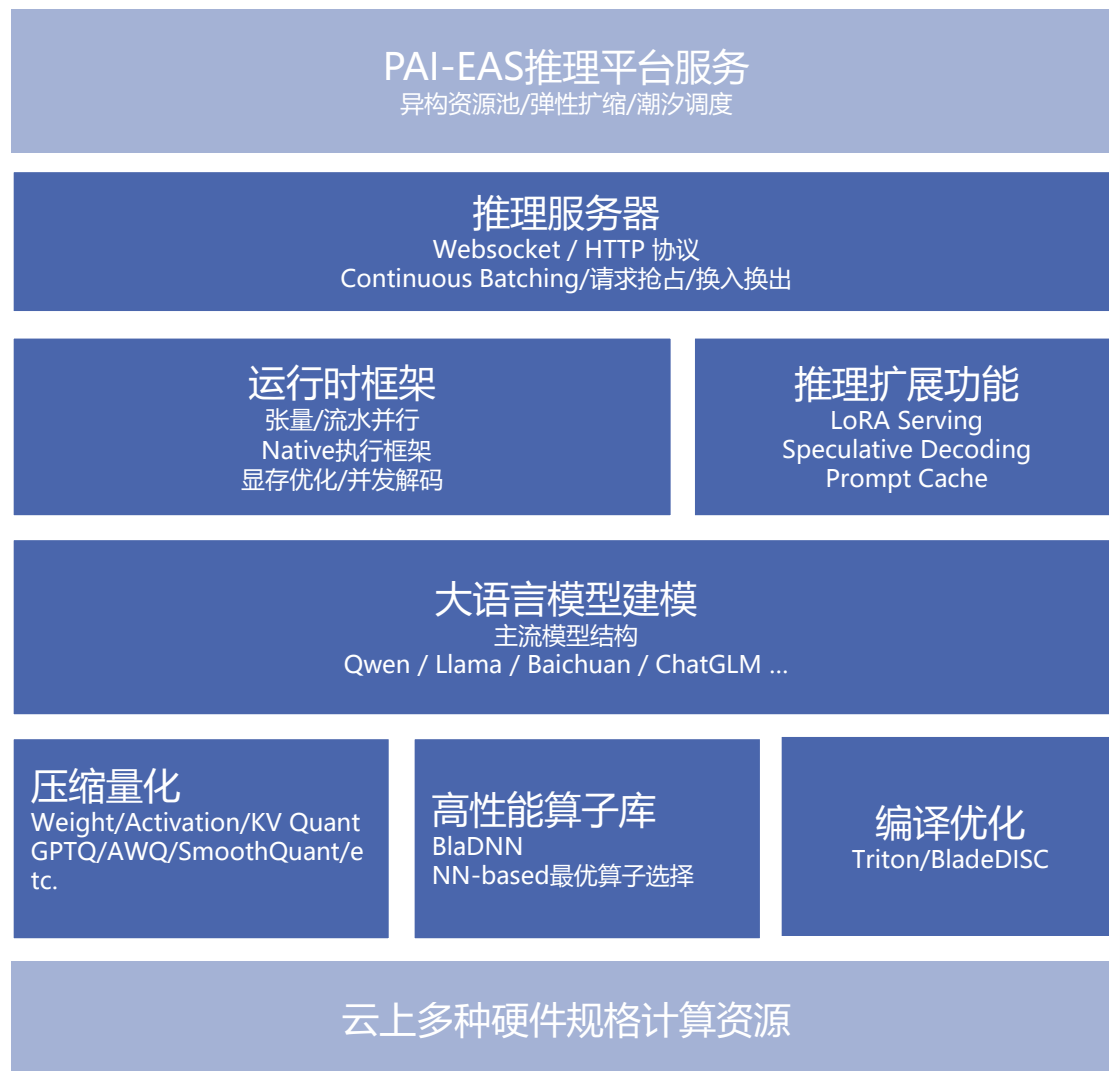 PAI-EAS推理平台服务
异构资源池/弹性扩缩/潮汐调度
推理服务器
Websocket / HTTP 协议
Continuous Batching/请求抢占/换入换出
运行时框架
张量/流水并行
Native执行框架
显存优化/并发解码
推理扩展功能
LoRA Serving
Speculative Decoding
Prompt Cache
大语言模型建模
主流模型结构
Qwen / Llama / Baichuan / ChatGLM ...
压缩量化
Weight/Activation/KV Quant
GPTQ/AWQ/SmoothQuant/e
tc.
高性能算子库
BlaDNN
NN-based最优算子选择
编译优化
Triton/BladeDISC
云上多种硬件规格计算资源